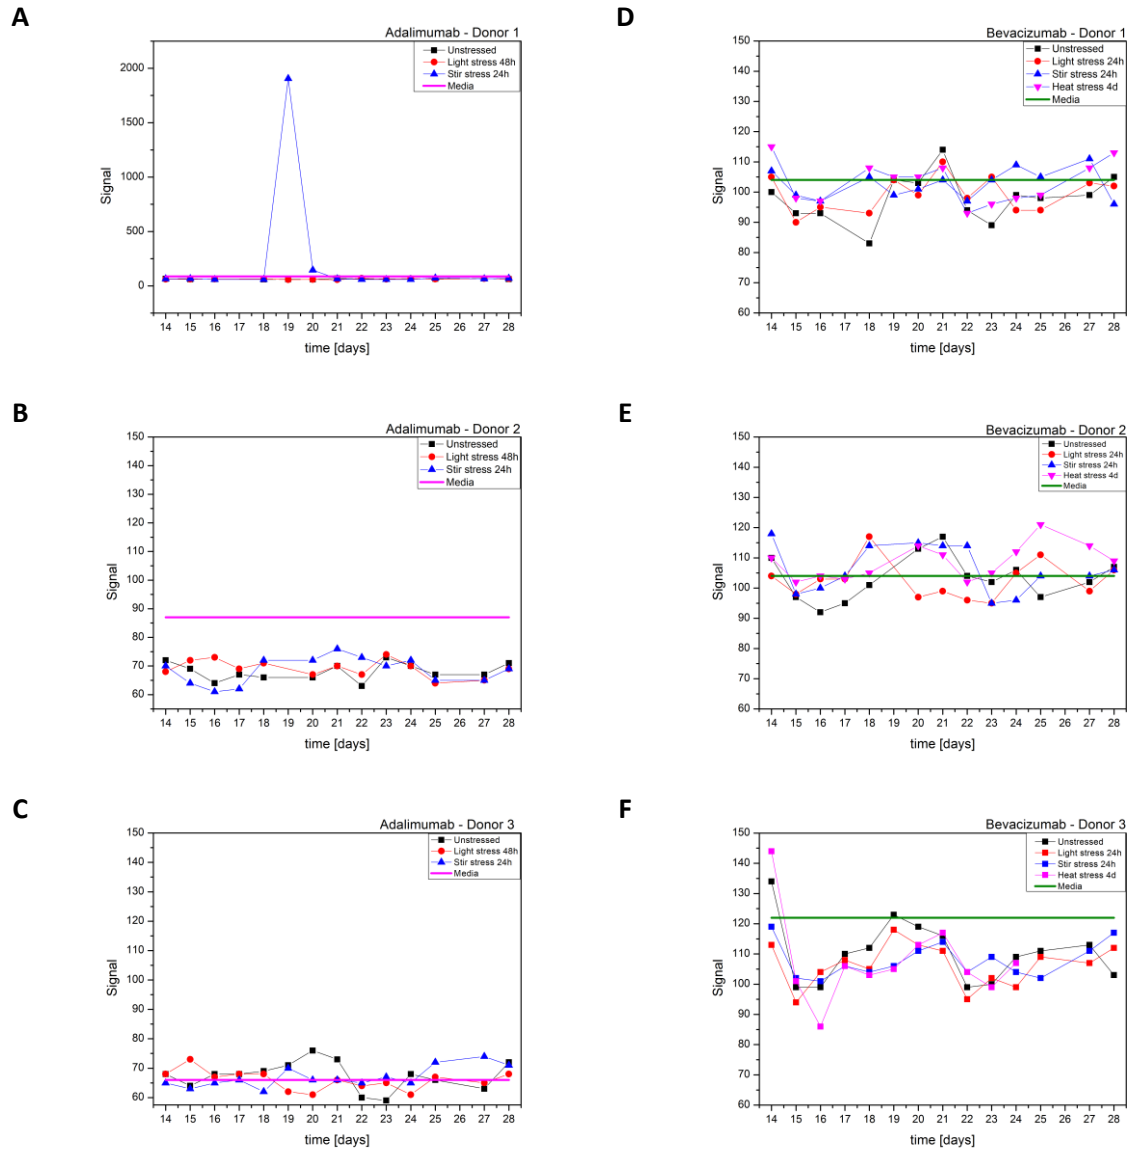 A
Adalimumab - Donor 1
Unstressed
Light stress 48h
Stir stress 24h
Media
2000
1500
1000
500
0
Signal
14 15 16 17 18 19 20 21 22 23 24 25 27 28
time [days]
B
Adalimumab - Donor 2
Unstressed
Light stress 48h
Stir stress 24h
Media
150
140
130
120
110
100
90
80
70
60
Signal
14 15 16 17 18 19 20 21 22 23 24 25 27 28
time [days]
C
Adalimumab - Donor 3
Unstressed
Light stress 48h
Stir stress 24h
Media
150
140
130
120
110
100
90
80
70
60
Signal
14 15 16 17 18 19 20 21 22 23 24 25 27 28
time [days]
D
Bevacizumab - Donor 1
Unstressed
Light stress 24h
Stir stress 24h
Heat stress 4d
Media
150
140
130
120
110
100
90
80
70
60
Signal
14 15 16 17 18 19 20 21 22 23 24 25 27 28
time [days]
E
Bevacizumab - Donor 2
Unstressed
Light stress 24h
Stir stress 24h
Heat stress 4d
Media
150
140
130
120
110
100
90
80
70
60
Signal
14 15 16 17 18 19 20 21 22 23 24 25 27 28
time [days]
F
Bevacizumab - Donor 3
Unstressed
Light stress 24h
Stir stress 24h
Heat stress 4d
Media
150
140
130
120
110
100
90
80
70
60
Signal
14 15 16 17 18 19 20 21 22 23 24 25 27 28
time [days]